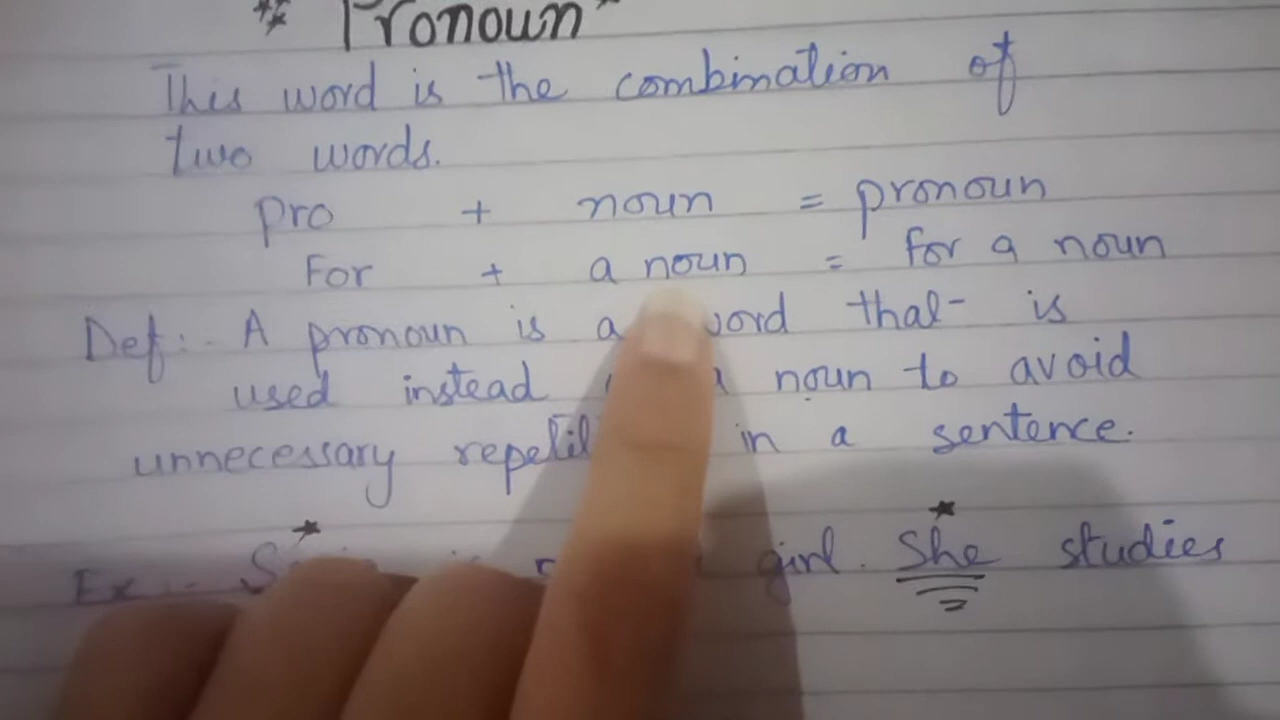 ** Pronoun *
This word is the combination of
two words.
Pro + noun = pronoun
For + a noun = for a noun
Def:- A pronoun is a word that is
used instead noun to avoid
unnecessary in a sentence.
Ex:- girl. She studies